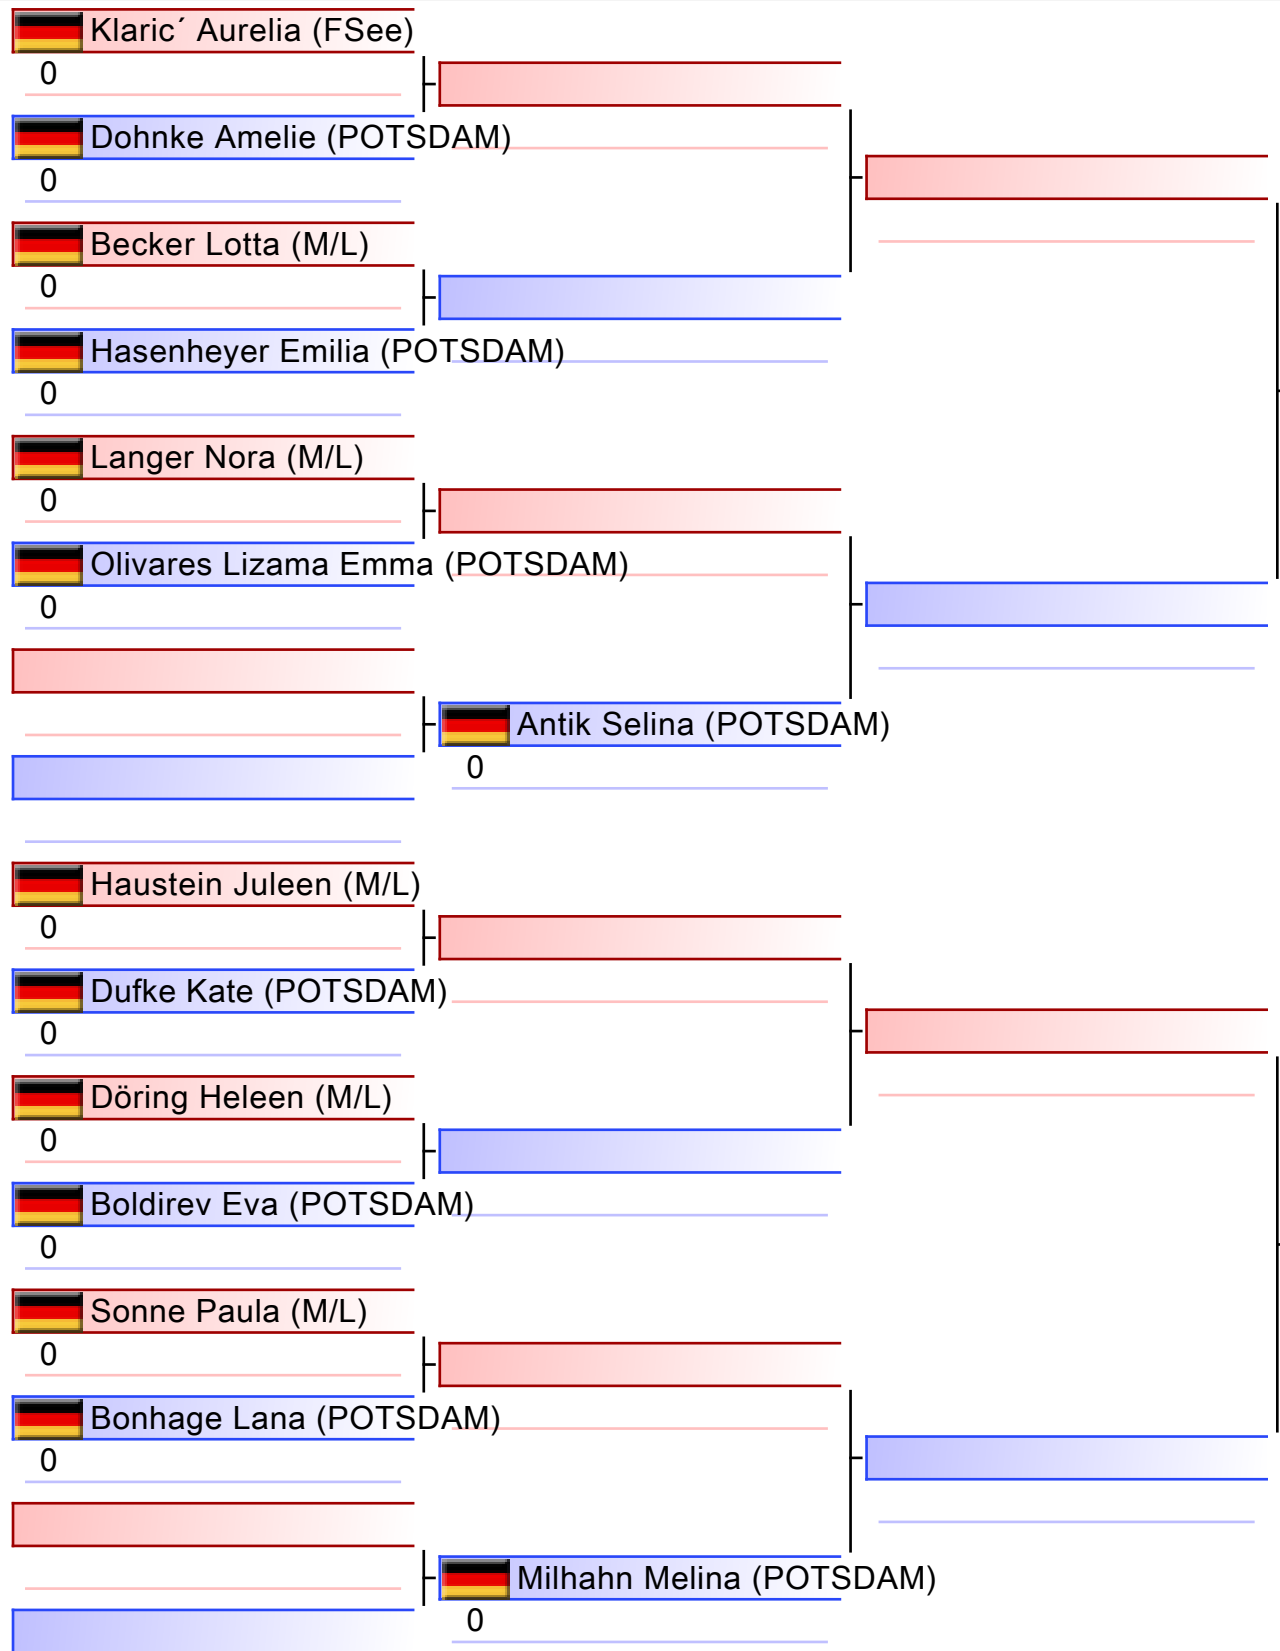 Klaric´ Aurelia (FSee)
0
Dohnke Amelie (POTSDAM)
0
Becker Lotta (M/L)
0
Hasenheyer Emilia (POTSDAM)
0
Langer Nora (M/L)
0
Olivares Lizama Emma (POTSDAM)
0
Antik Selina (POTSDAM)
0
Haustein Juleen (M/L)
0
Dufke Kate (POTSDAM)
0
Döring Heleen (M/L)
0
Boldirev Eva (POTSDAM)
0
Sonne Paula (M/L)
0
Bonhage Lana (POTSDAM)
0
Milhahn Melina (POTSDAM)
0